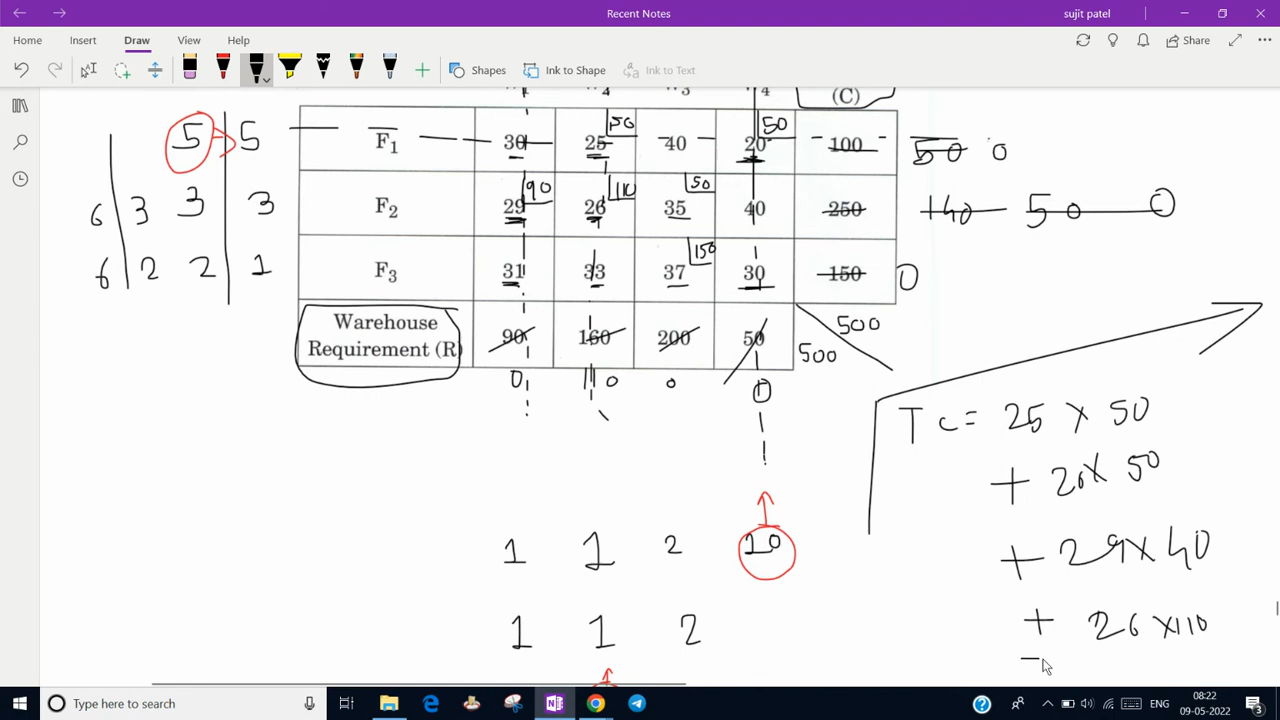 Recent Notes
sujit patel
Home Insert Draw View Help
Share
Shapes
Ink to Shape
Ink to Text
(C)
5 5
F₁ 30 25 50 40 20 50 100 50 0
6 3 3 3
F₂ 29 90 26 110 35 50 40 250 140 50 0
6 2 2 1
F₃ 31 33 37 150 30 150 0
Warehouse
Requirement (R) 90 160 200 50
500
500
0 110 0 0
Tc = 25 x 50
+ 20x 50
+ 29x 40
+ 26 x110
1 1 2 10
1 1 2
Type here to search
ENG
08:22
09-05-2022
3